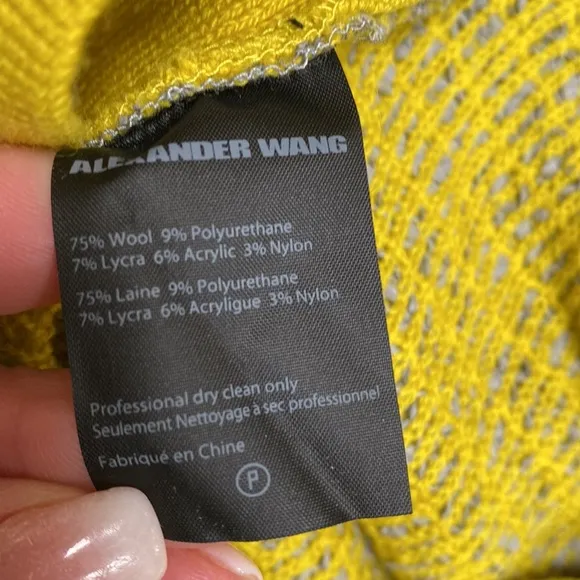 ALEXANDER WANG
75% Wool 9% Polyurethane
7% Lycra 6% Acrylic 3% Nylon
75% Laine 9% Polyurethane
7% Lycra 6% Acryligue 3% Nylon
Professional dry clean only
Seulement Nettoyage à sec professionnel
Fabriqué en Chine
P